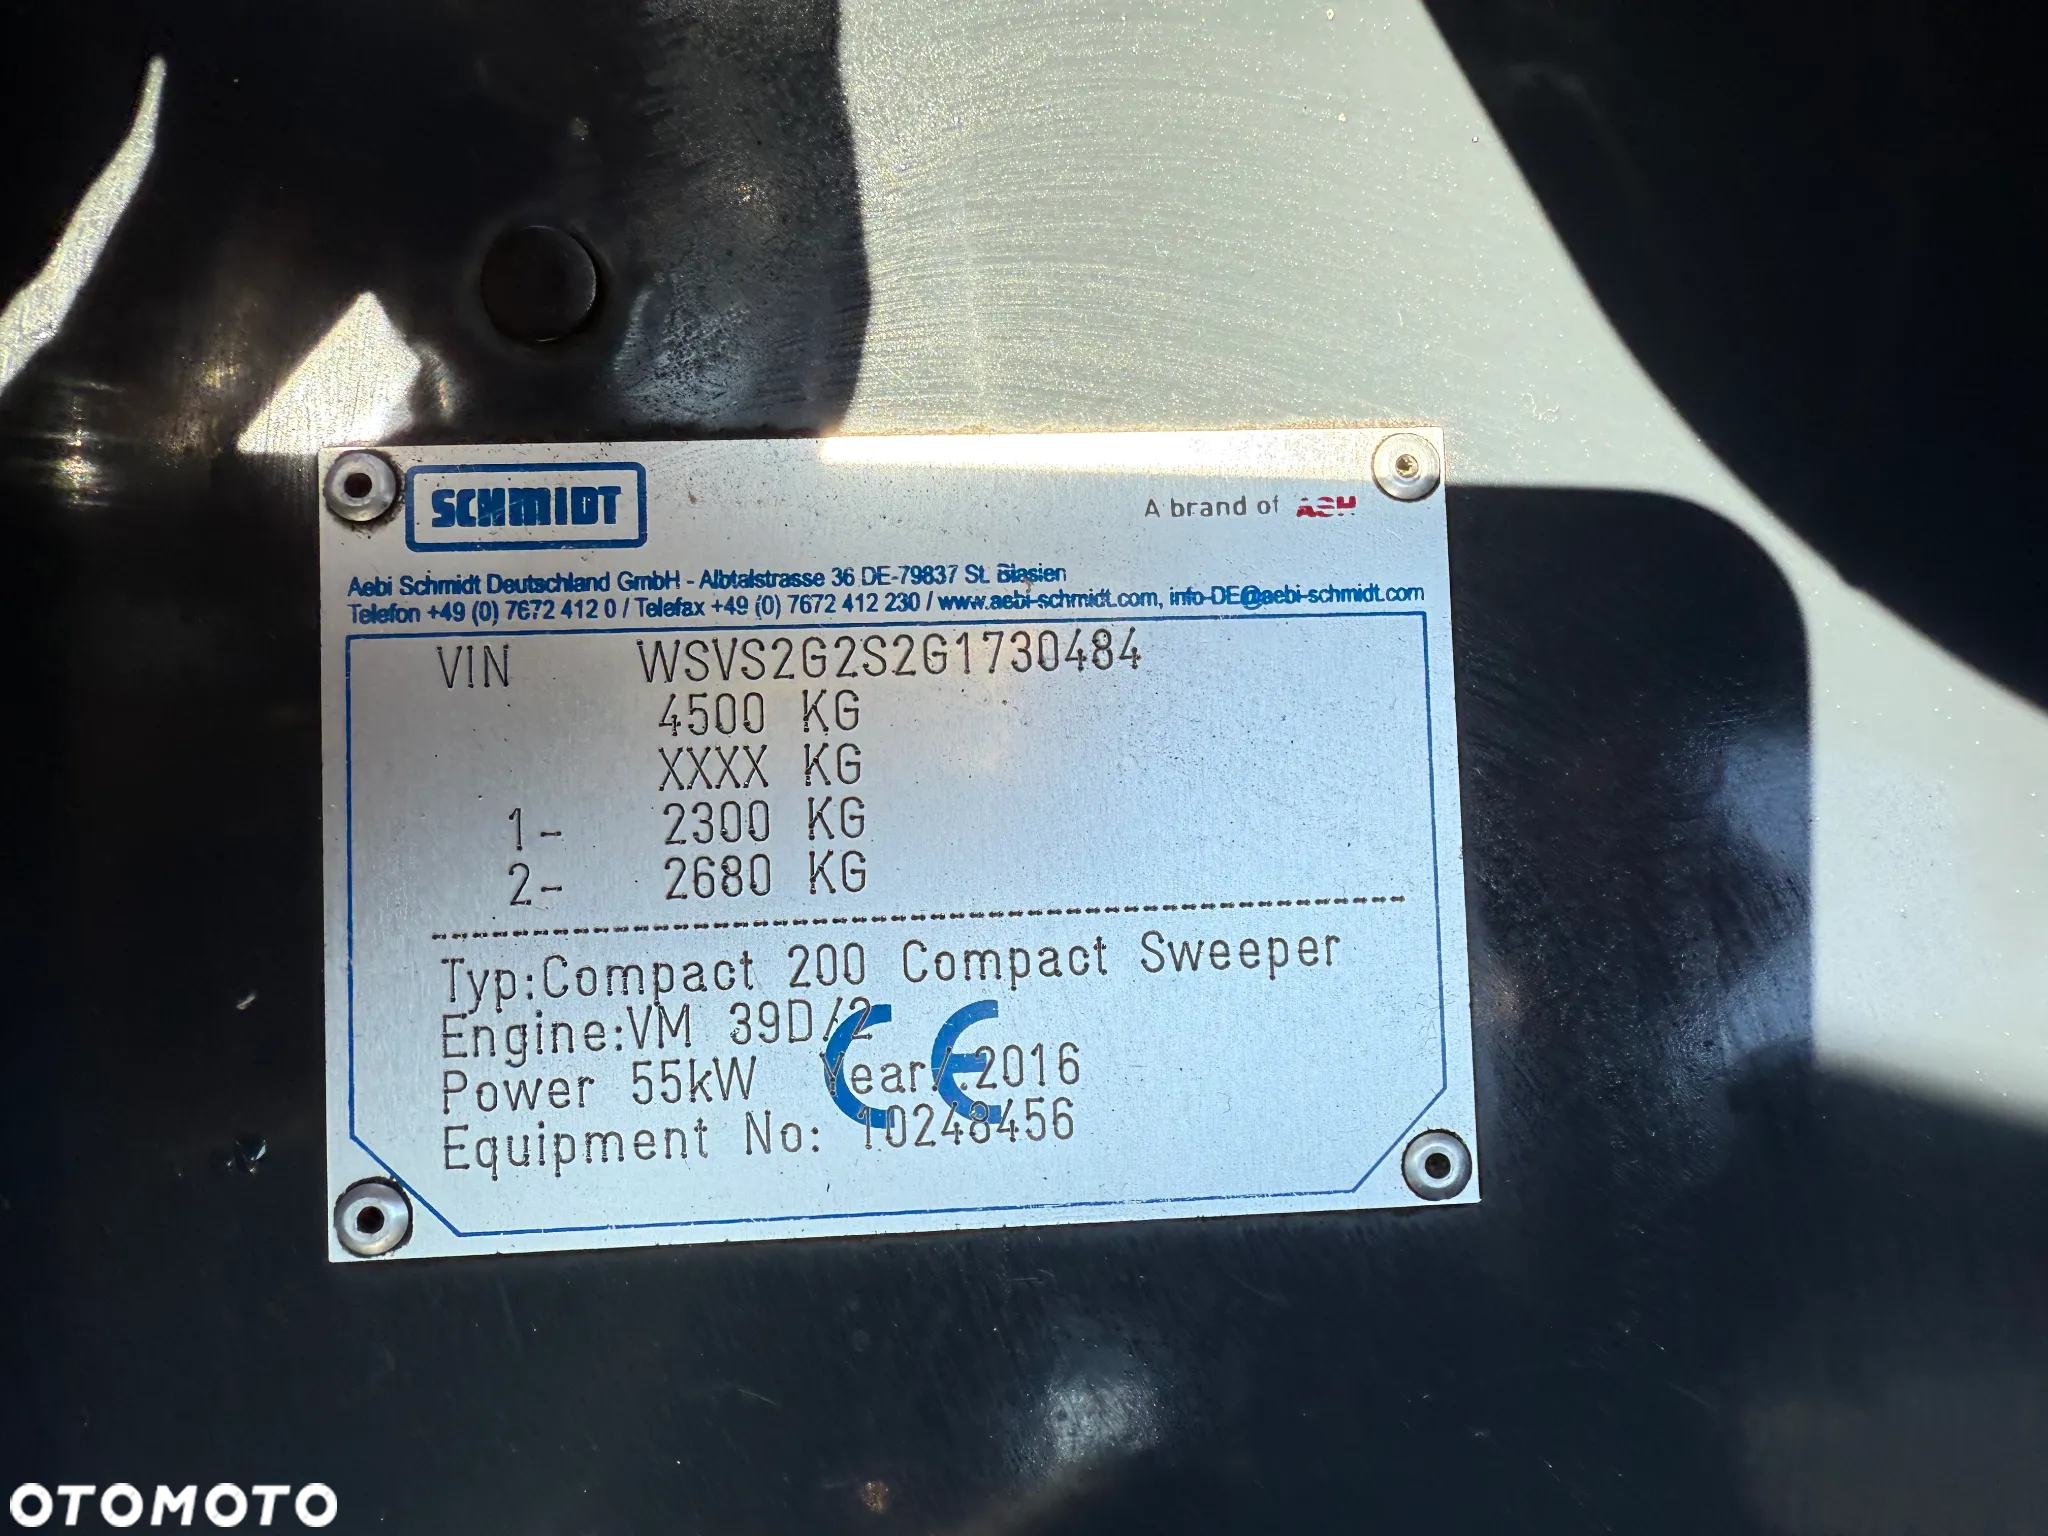 SCHMIDT
A brand of ASH
Aebi Schmidt Deutschland GmbH - Albtalstrasse 36 DE-79837 St. Blasien
Telefon +49 (0) 7672 412 0 / Telefax +49 (0) 7672 412 230 / www.aebi-schmidt.com, info-DE@aebi-schmidt.com
VIN WSVS2G2S2G1730484
4500 KG
XXXX KG
1- 2300 KG
2- 2680 KG
Typ:Compact 200 Compact Sweeper
Engine:VM 39D/2
Power 55kW Year/.2016
Equipment No: 10248456
CE
OTOMOTO